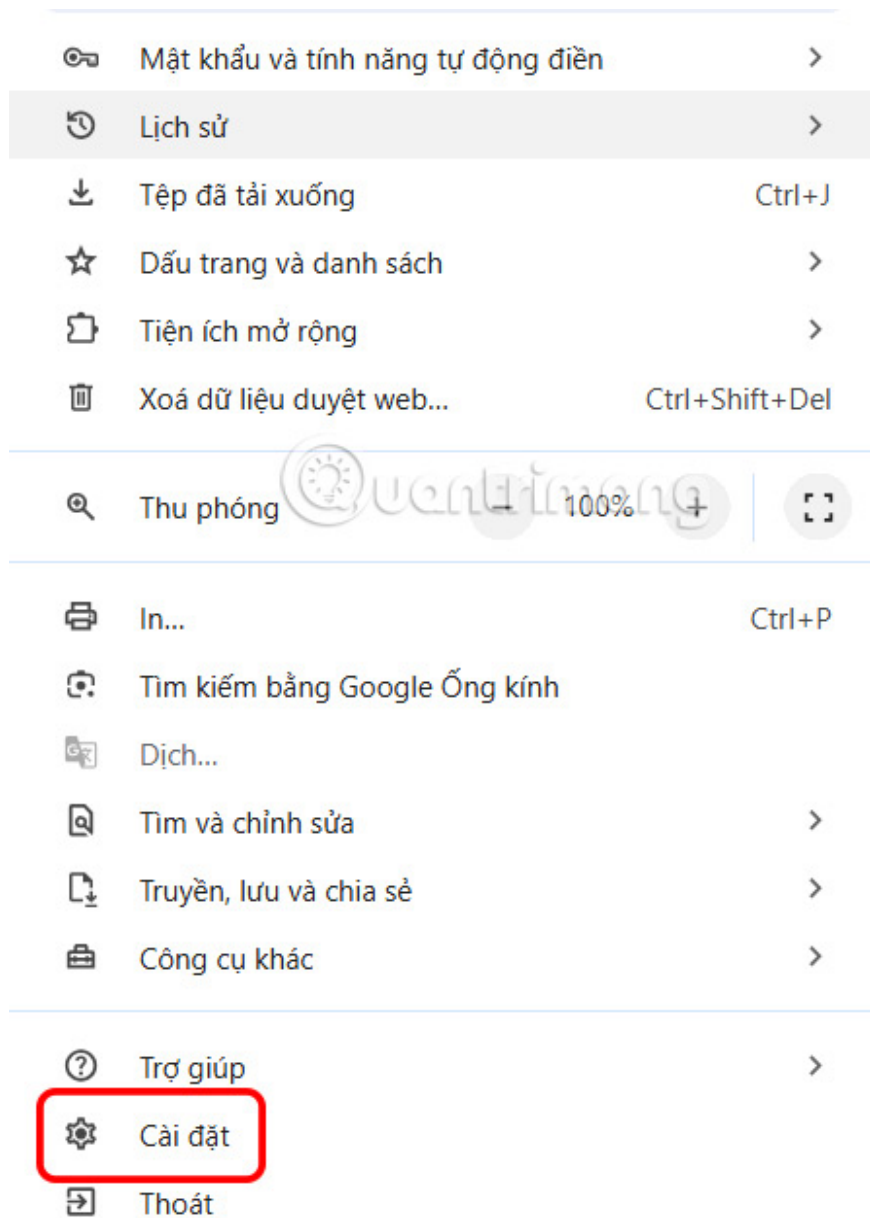 Mật khẩu và tính năng tự động điền
Lịch sử
Tệp đã tải xuống Ctrl+J
Dấu trang và danh sách
Tiện ích mở rộng
Xoá dữ liệu duyệt web... Ctrl+Shift+Del
Thu phóng - 100% +
Quantrimang
In... Ctrl+P
Tìm kiếm bằng Google Ống kính
Dịch...
Tìm và chỉnh sửa
Truyền, lưu và chia sẻ
Công cụ khác
Trợ giúp
Cài đặt
Thoát